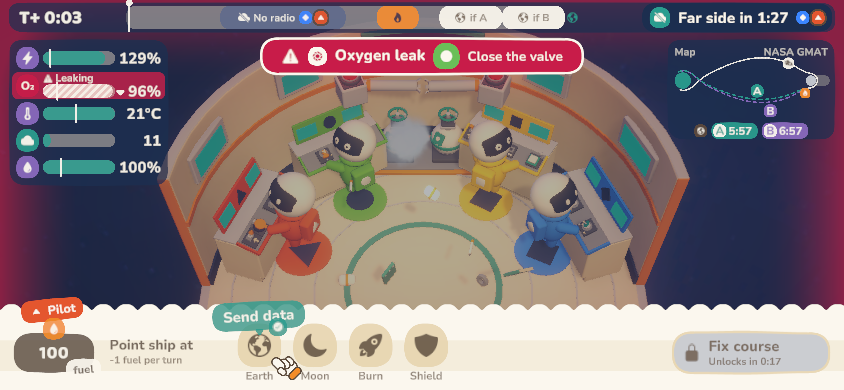 T+ 0:03
No radio
if A
if B
Far side in 1:27
129%
Leaking
O₂
96%
21°C
11
100%
Oxygen leak
Close the valve
Map
NASA GMAT
A
B
A 5:57
B 6:57
Pilot
100
fuel
Point ship at
-1 fuel per turn
Send data
Earth
Moon
Burn
Shield
Fix course
Unlocks in 0:17